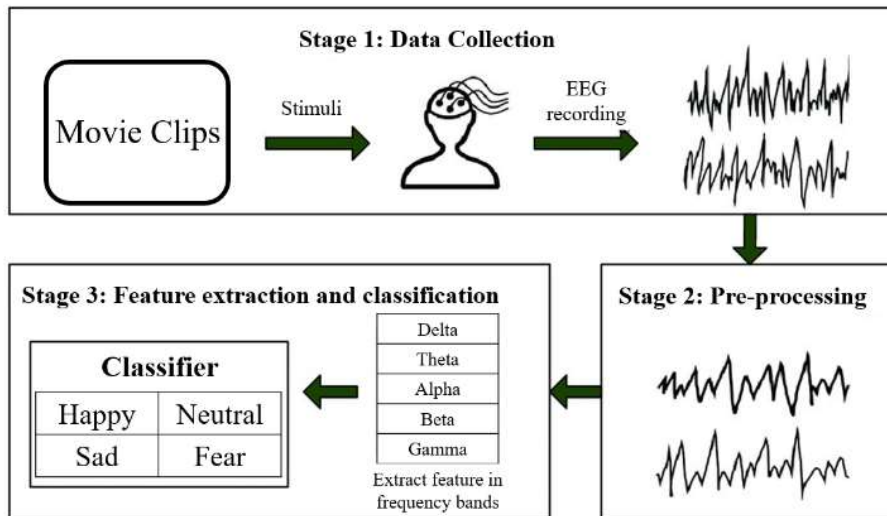 Stage 1: Data Collection
Movie Clips
Stimuli
EEG
recording
Stage 2: Pre-processing
Stage 3: Feature extraction and classification
Delta
Theta
Alpha
Beta
Gamma
Extract feature in
frequency bands
Classifier
Happy Neutral
Sad Fear